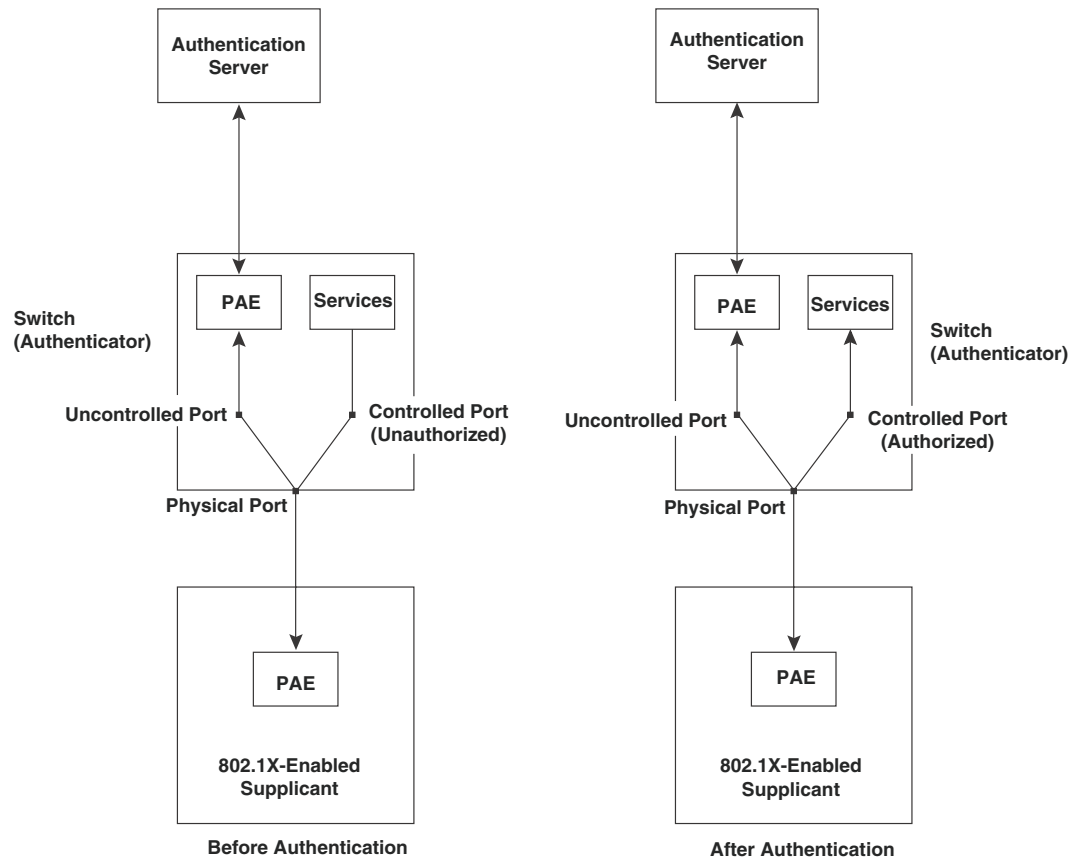 Authentication
Server
PAE
Services
Switch
(Authenticator)
Uncontrolled Port
Controlled Port
(Unauthorized)
Physical Port
PAE
802.1X-Enabled
Supplicant
Before Authentication
Authentication
Server
PAE
Services
Switch
(Authenticator)
Uncontrolled Port
Controlled Port
(Authorized)
Physical Port
PAE
802.1X-Enabled
Supplicant
After Authentication